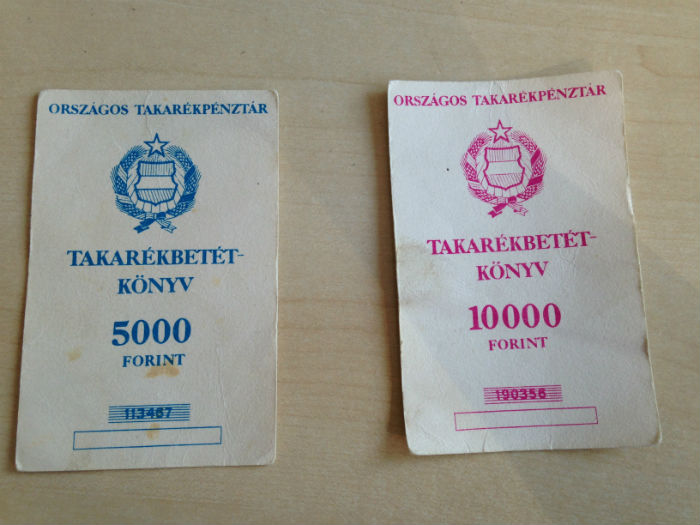 ORSZÁGOS TAKARÉKPÉNZTÁR
TAKARÉKBETÉT-
KÖNYV
5000
FORINT
113467
ORSZÁGOS TAKARÉKPÉNZTÁR
TAKARÉKBETÉT-
KÖNYV
10000
FORINT
190356